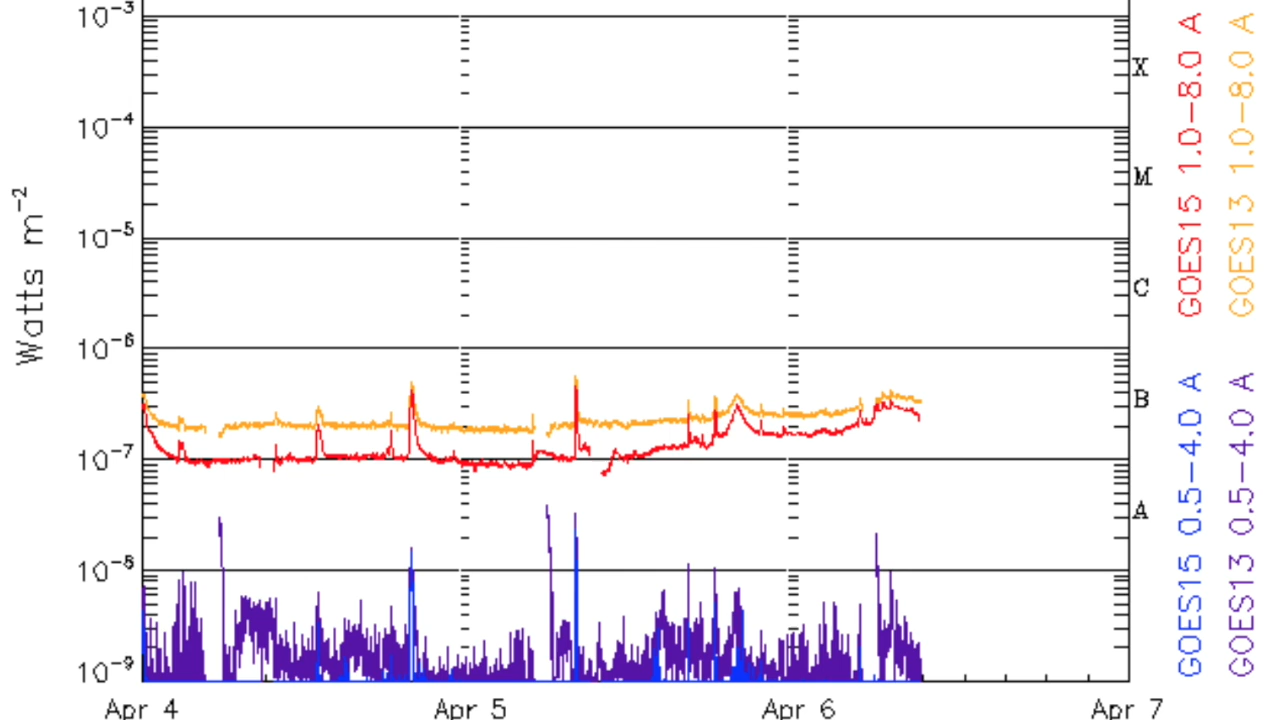 10⁻³
10⁻⁴
10⁻⁵
10⁻⁶
10⁻⁷
10⁻⁸
10⁻⁹
Watts m⁻²
X
M
C
B
A
Apr 4 Apr 5 Apr 6 Apr 7
GOES15 1.0–8.0 A
GOES13 1.0–8.0 A
GOES15 0.5–4.0 A
GOES13 0.5–4.0 A